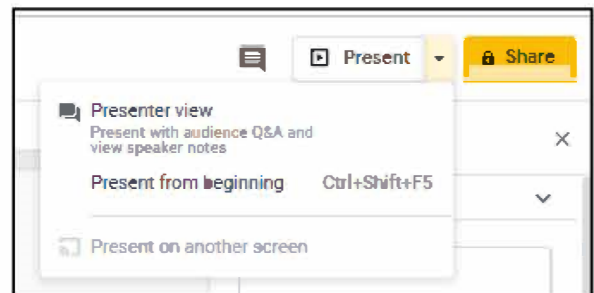 Present Share
Presenter view
Present with audience Q&A and
view speaker notes
Present from beginning Ctrl+Shift+F5
Present on another screen